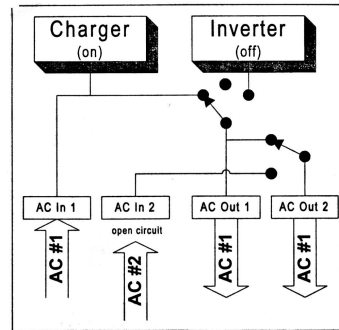 Charger
(on)
Inverter
(off)
AC In 1
AC In 2
AC Out 1
AC Out 2
open circuit
AC #1
AC #2
AC #1
AC #1